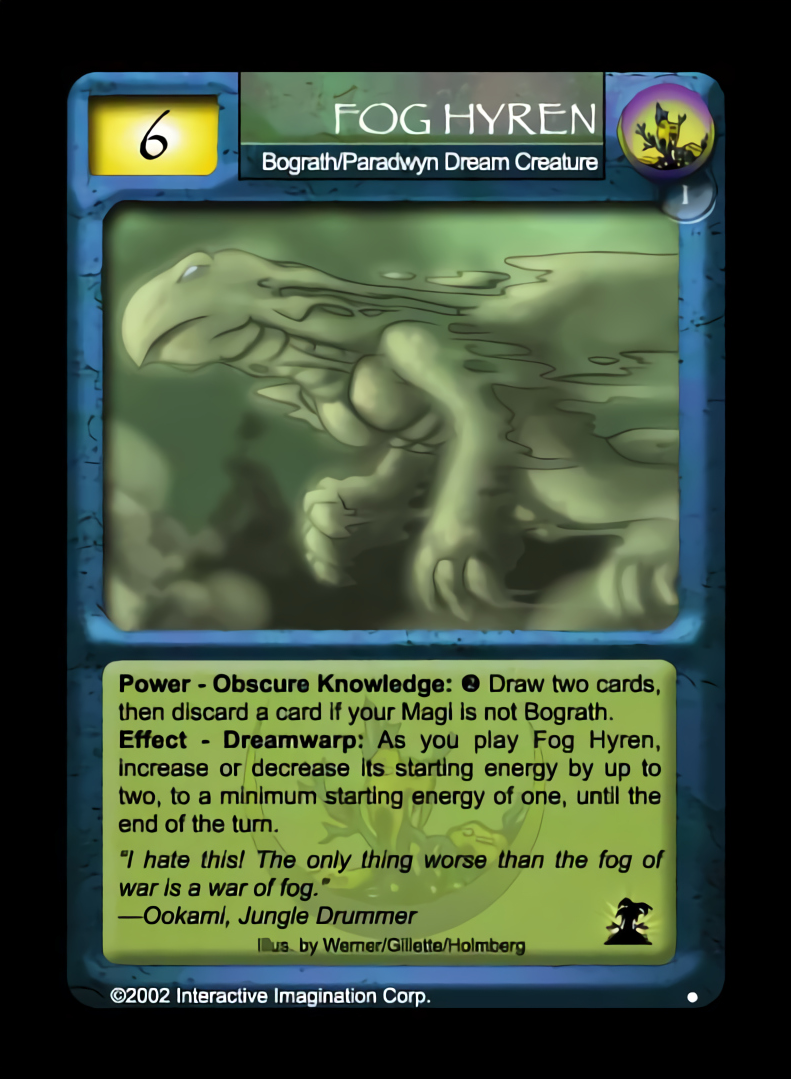 6
FOG HYREN
Bograth/Paradwyn Dream Creature
1
Power - Obscure Knowledge: ❷ Draw two cards,
then discard a card if your Magi is not Bograth.
Effect - Dreamwarp: As you play Fog Hyren,
increase or decrease its starting energy by up to
two, to a minimum starting energy of one, until the
end of the turn.
"I hate this! The only thing worse than the fog of
war is a war of fog."
—Ookami, Jungle Drummer
Illus. by Werner/Gillette/Holmberg
©2002 Interactive Imagination Corp.